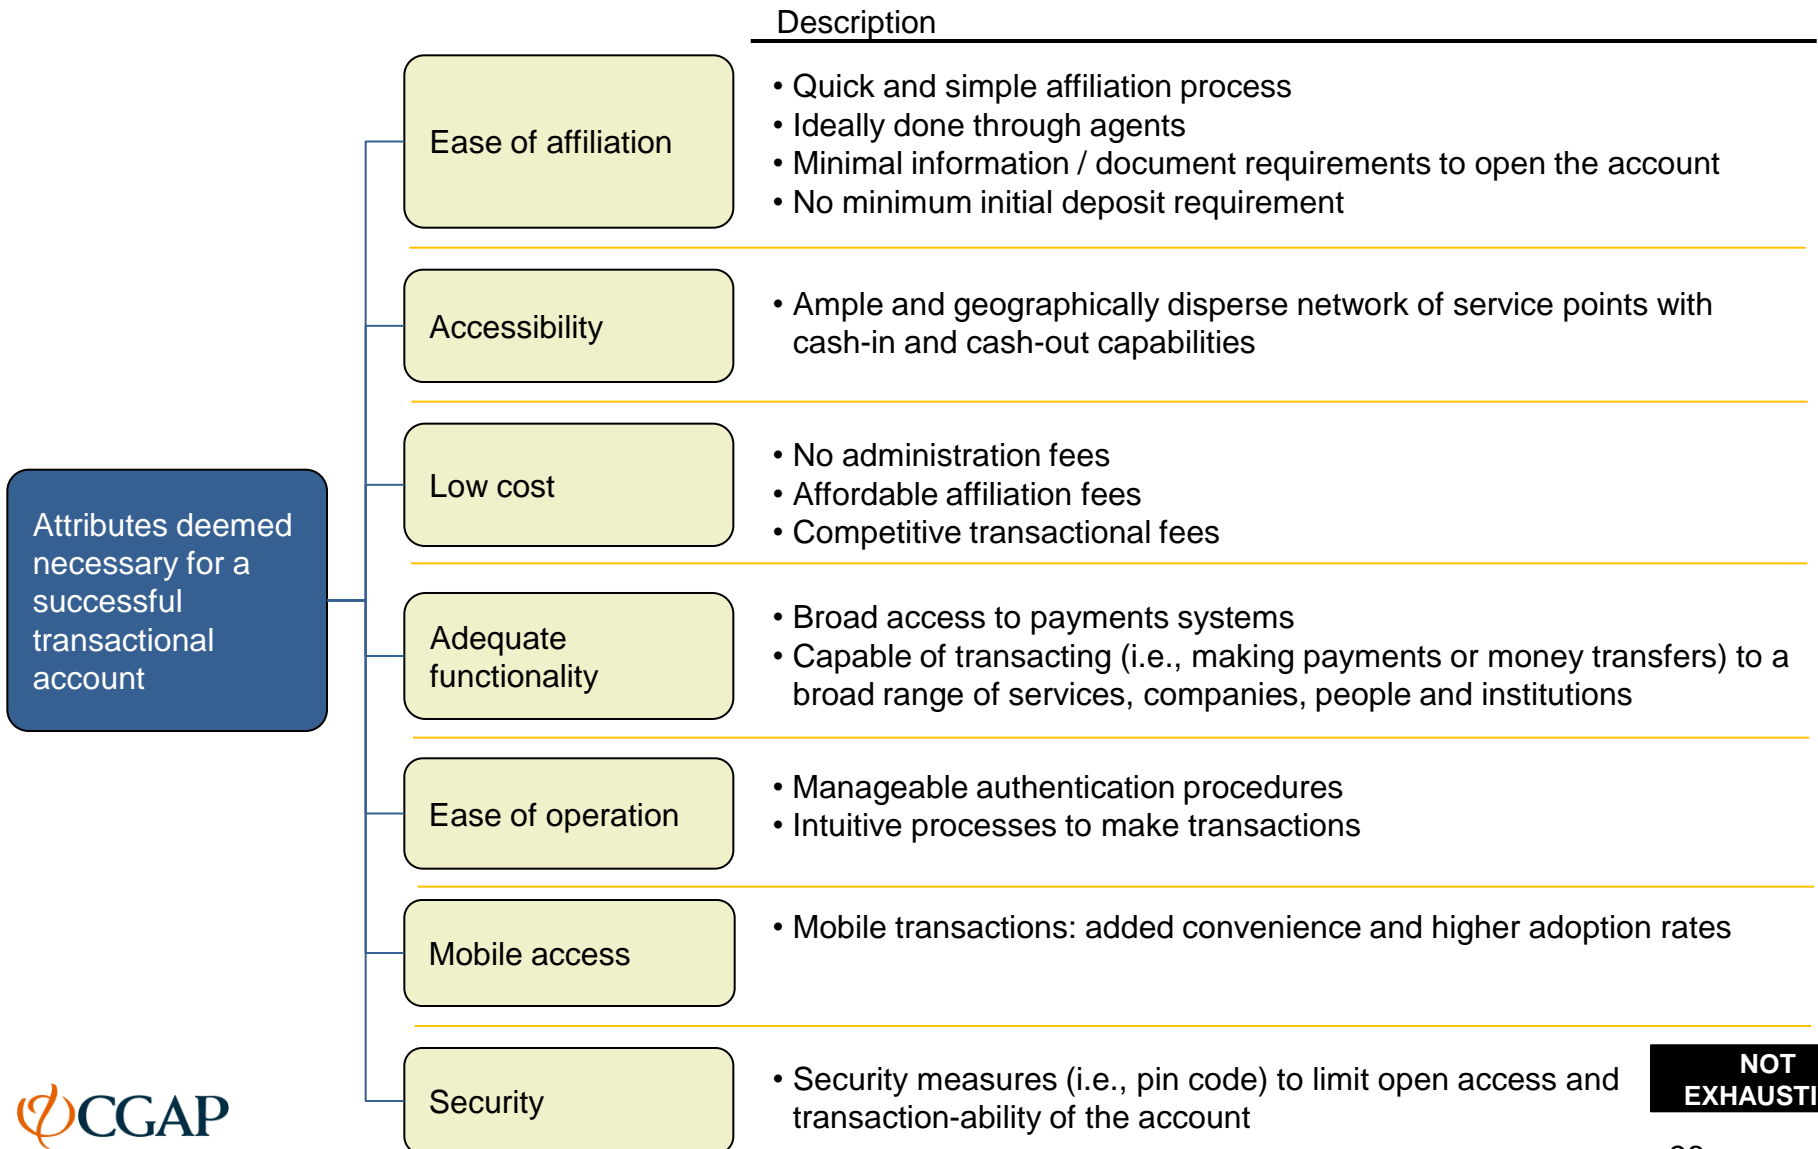 Description
Ease of affiliation
• Quick and simple affiliation process
• Ideally done through agents
• Minimal information / document requirements to open the account
• No minimum initial deposit requirement
Accessibility
• Ample and geographically disperse network of service points with
cash-in and cash-out capabilities
Low cost
• No administration fees
• Affordable affiliation fees
• Competitive transactional fees
Attributes deemed
necessary for a
successful
transactional
account
Adequate
functionality
• Broad access to payments systems
• Capable of transacting (i.e., making payments or money transfers) to a
broad range of services, companies, people and institutions
Ease of operation
• Manageable authentication procedures
• Intuitive processes to make transactions
Mobile access
• Mobile transactions: added convenience and higher adoption rates
Security
• Security measures (i.e., pin code) to limit open access and
transaction-ability of the account
NOT
EXHAUSTI
CGAP